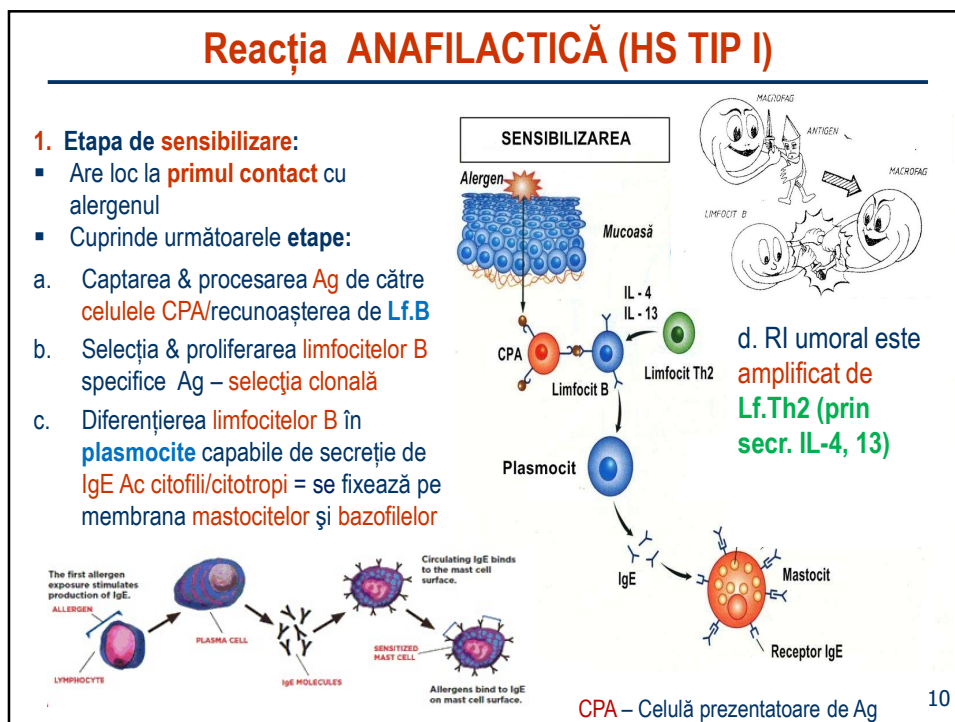 Reacția ANAFILACTICĂ (HS TIP I)
1. Etapa de sensibilizare:
▪ Are loc la primul contact cu
alergenul
▪ Cuprinde următoarele etape:
a. Captarea & procesarea Ag de către
celulele CPA/recunoașterea de Lf.B
b. Selecția & proliferarea limfocitelor B
specifice Ag – selecţia clonală
c. Diferențierea limfocitelor B în
plasmocite capabile de secreție de
IgE Ac citofili/citotropi = se fixează pe
membrana mastocitelor şi bazofilelor
SENSIBILIZAREA
Alergen
Mucoasă
IL - 4
IL - 13
CPA
Limfocit B
Limfocit Th2
Plasmocit
IgE
Mastocit
Receptor IgE
MACROFAG
ANTIGEN
MACROFAG
LIMFOCIT B
d. RI umoral este
amplificat de
Lf.Th2 (prin
secr. IL-4, 13)
The first allergen
exposure stimulates
production of IgE.
ALLERGEN
LYMPHOCYTE
PLASMA CELL
IgE MOLECULES
Circulating IgE binds
to the mast cell
surface.
SENSITIZED
MAST CELL
Allergens bind to IgE
on mast cell surface.
CPA – Celulă prezentatoare de Ag
10